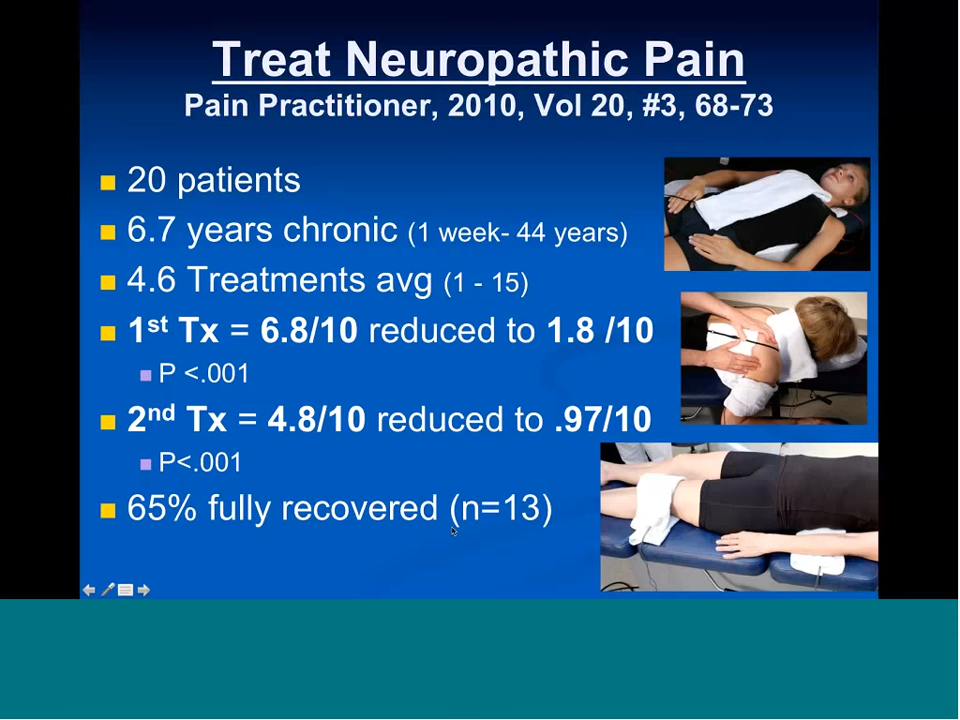 Treat Neuropathic Pain
Pain Practitioner, 2010, Vol 20, #3, 68-73
20 patients
6.7 years chronic (1 week- 44 years)
4.6 Treatments avg (1 - 15)
1st Tx = 6.8/10 reduced to 1.8 /10
P <.001
2nd Tx = 4.8/10 reduced to .97/10
P<.001
65% fully recovered (n=13)